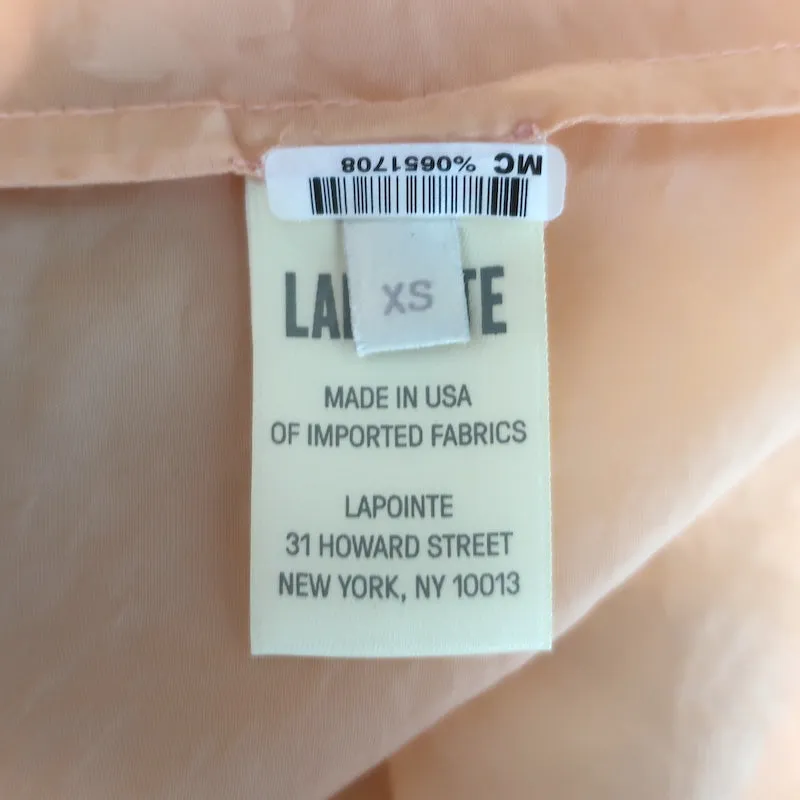 MC %0651708
XS
MADE IN USA
OF IMPORTED FABRICS
LAPOINTE
31 HOWARD STREET
NEW YORK, NY 10013